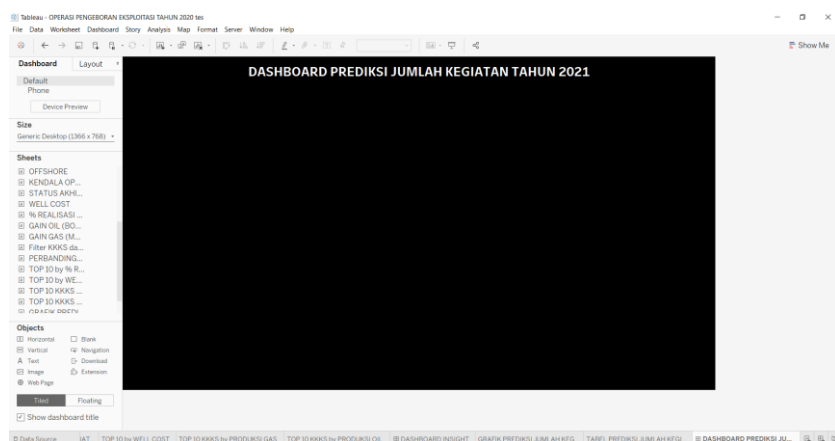 Tableau - OPERASI PENGEBORAN EKSPLOITASI TAHUN 2020 tes
File Data Worksheet Dashboard Story Analysis Map Format Server Window Help
Show Me
Dashboard Layout
Default
Phone
Device Preview
Size
Generic Desktop (1366 x 768)
Sheets
OFFSHORE
KENDALA OP...
STATUS AKHI...
WELL COST
% REALISASI ...
GAIN OIL (BO...
GAIN GAS (M...
Filter KKKS da...
PERBANDING...
TOP 10 by % R...
TOP 10 by WE...
TOP 10 KKKS ...
TOP 10 KKKS ...
GRAFIK PREDI...
Objects
Horizontal Blank
Vertical Navigation
A Text Download
Image Extension
Web Page
Tiled Floating
Show dashboard title
DASHBOARD PREDIKSI JUMLAH KEGIATAN TAHUN 2021
Data Source IAT TOP 10 by WELL COST TOP 10 KKKS by PRODUKSI GAS TOP 10 KKKS by PRODUKSI OIL DASHBOARD INSIGHT GRAFIK PREDIKSI JUMLAH KEG... TABEL PREDIKSI JUMLAH KEGI... DASHBOARD PREDIKSI JU...